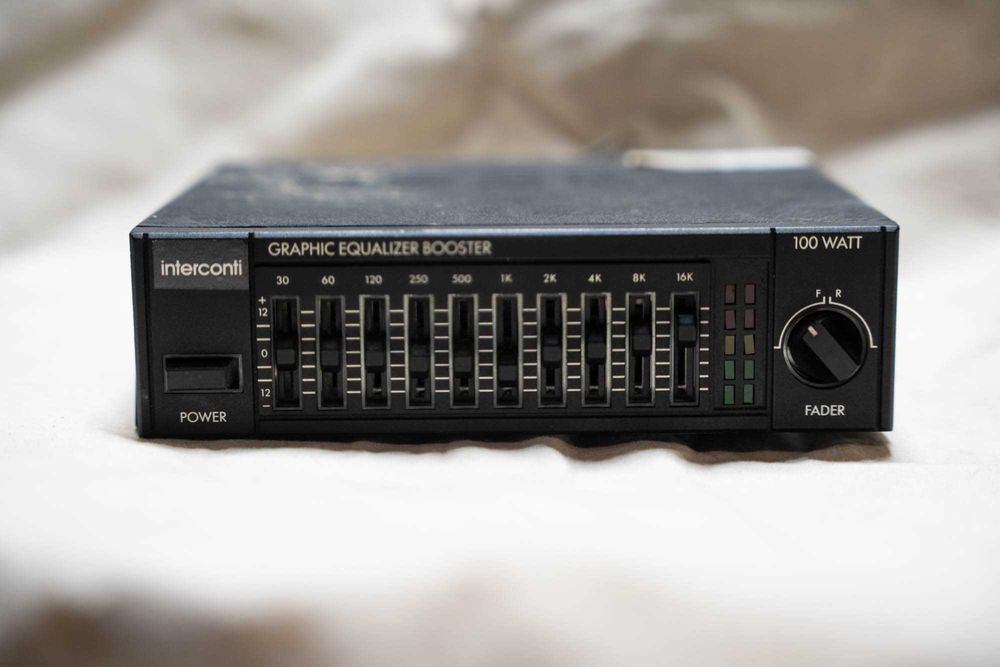 GRAPHIC EQUALIZER BOOSTER
100 WATT
interconti
30 60 120 250 500 1K 2K 4K 8K 16K
F R
+
12
0
12
-
POWER
FADER